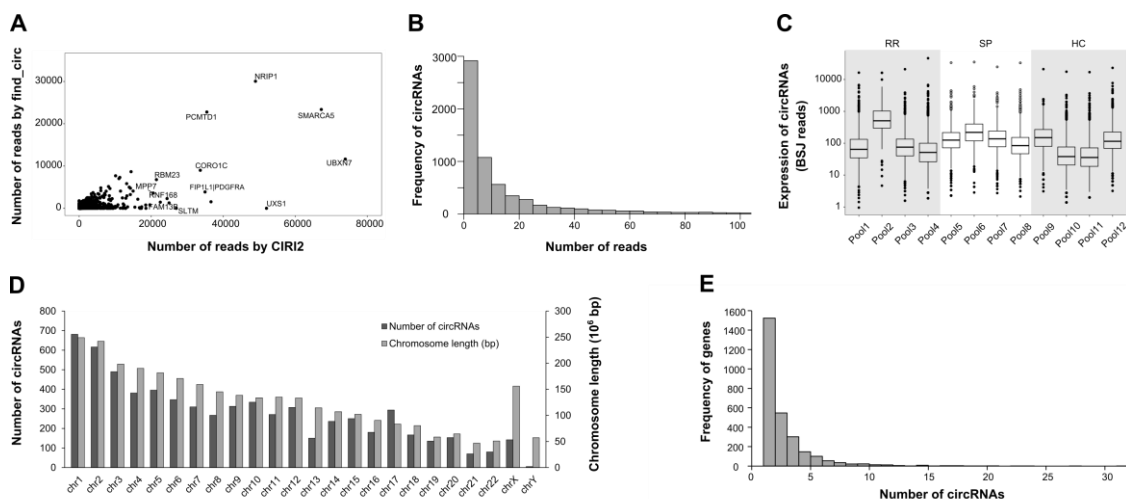 A
Number of reads by find_circ
30000
20000
10000
0
NRIP1
PCMTD1
SMARCA5
UBXN7
CORO1C
RBM23
MPP7
FIP1L1|PDGFRA
RNF168
FAM13B
SLTM
UXS1
0
20000
40000
60000
80000
Number of reads by CIRI2
B
Frequency of circRNAs
3000
2000
1000
0
0
20
40
60
80
100
Number of reads
C
RR
SP
HC
Expression of circRNAs
(BSJ reads)
10000
1000
100
10
1
Pool1
Pool2
Pool3
Pool4
Pool5
Pool6
Pool7
Pool8
Pool9
Pool10
Pool11
Pool12
D
Number of circRNAs
800
700
600
500
400
300
200
100
0
Number of circRNAs
Chromosome length (bp)
300
250
200
150
100
50
0
Chromosome length (10⁶ bp)
chr1
chr2
chr3
chr4
chr5
chr6
chr7
chr8
chr9
chr10
chr11
chr12
chr13
chr14
chr15
chr16
chr17
chr18
chr19
chr20
chr21
chr22
chrX
chrY
E
Frequency of genes
1600
1400
1200
1000
800
600
400
200
0
0
5
10
15
20
25
30
Number of circRNAs